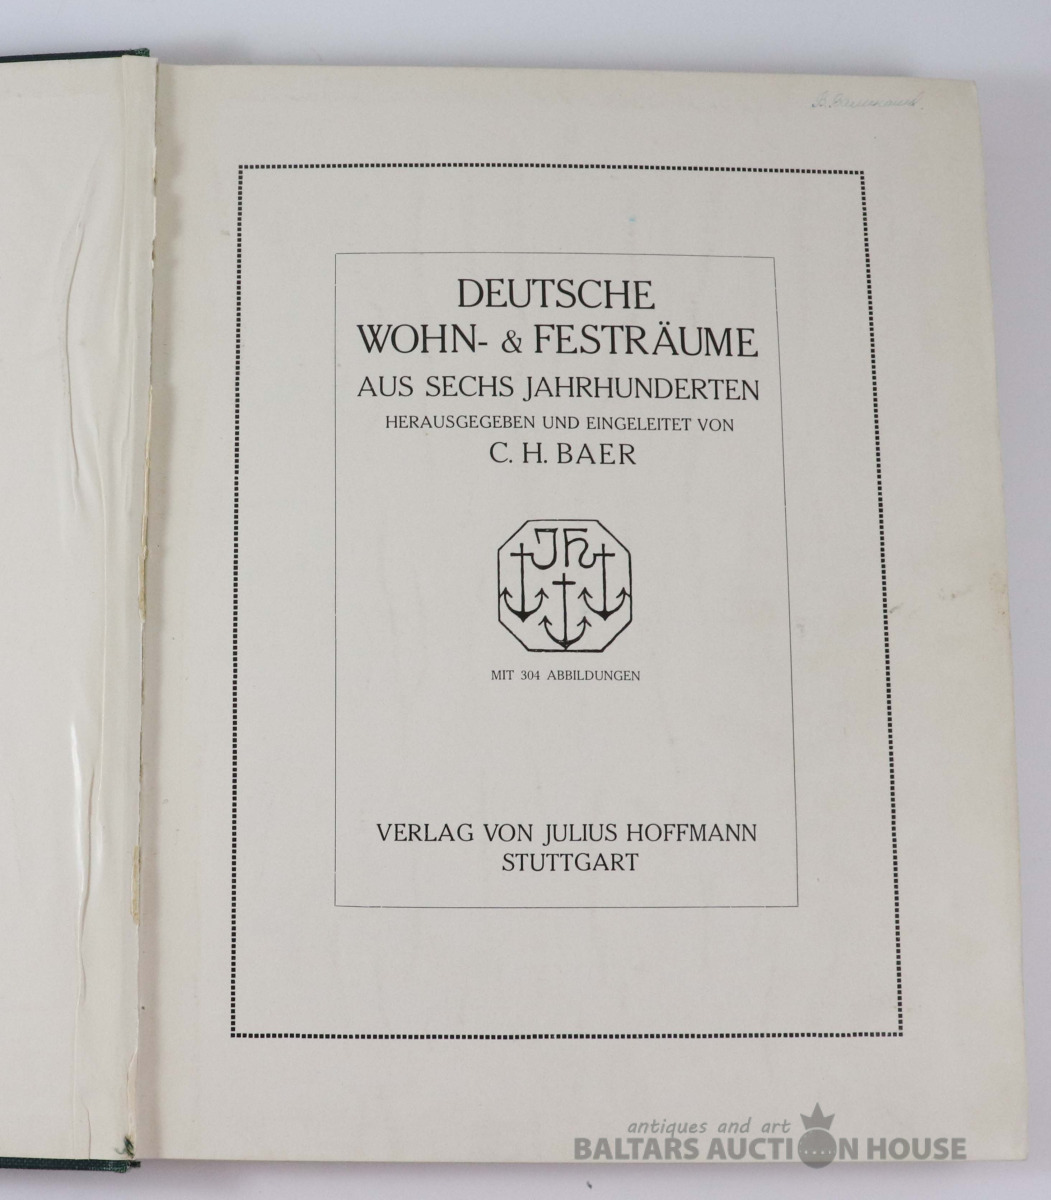 DEUTSCHE
WOHN- & FESTRÄUME
AUS SECHS JAHRHUNDERTEN
HERAUSGEGEBEN UND EINGELEITET VON
C. H. BAER
JH
MIT 304 ABBILDUNGEN
VERLAG VON JULIUS HOFFMANN
STUTTGART
antiques and art
BALTARS AUCTION HOUSE